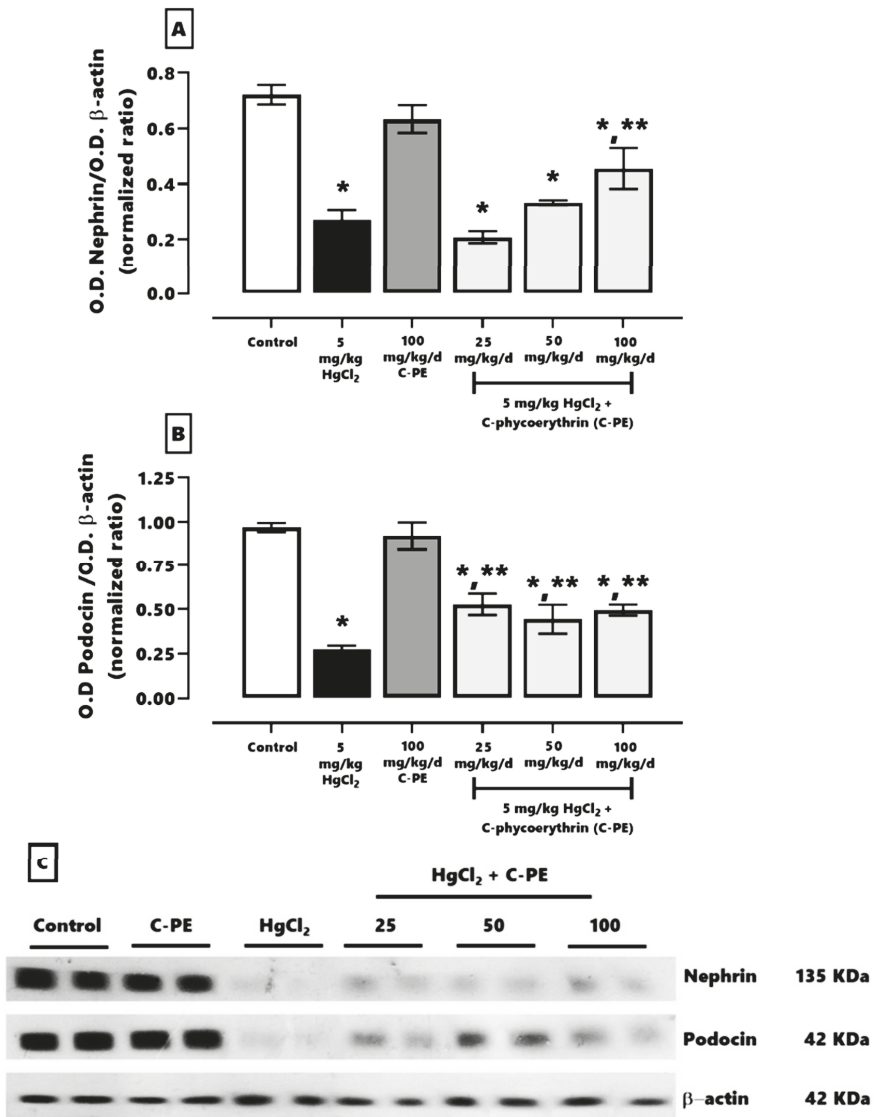 A
O.D. Nephrin/O.D. β-actin
(normalized ratio)
0.8
0.6
0.4
0.2
0.0
*
*
*
*,**
Control
5
mg/kg
HgCl₂
100
mg/kg/d
C-PE
25
mg/kg/d
50
mg/kg/d
100
mg/kg/d
5 mg/kg HgCl₂ +
C-phycoerythrin (C-PE)
B
O.D Podocin /O.D. β-actin
(normalized ratio)
1.25
1.00
0.75
0.50
0.25
0.00
*
*,**
*,**
*,**
Control
5
mg/kg
HgCl₂
100
mg/kg/d
C-PE
25
mg/kg/d
50
mg/kg/d
100
mg/kg/d
5 mg/kg HgCl₂ +
C-phycoerythrin (C-PE)
C
HgCl₂ + C-PE
Control C-PE HgCl₂ 25 50 100
Nephrin 135 KDa
Podocin 42 KDa
β-actin 42 KDa